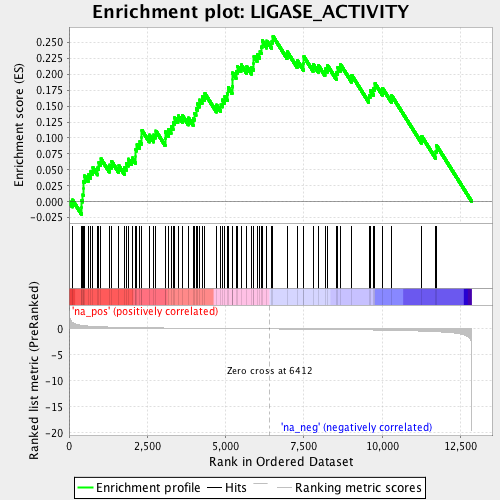 Enrichment plot: LIGASE_ACTIVITY
Enrichment score (ES)
0.250
0.225
0.200
0.175
0.150
0.125
0.100
0.075
0.050
0.025
0.000
-0.025
'na_pos' (positively correlated)
Ranked list metric (PreRanked)
0
-5
-10
-15
-20
Zero cross at 6412
'na_neg' (negatively correlated)
0 2,500 5,000 7,500 10,000 12,500
Rank in Ordered Dataset
Enrichment profile Hits Ranking metric scores